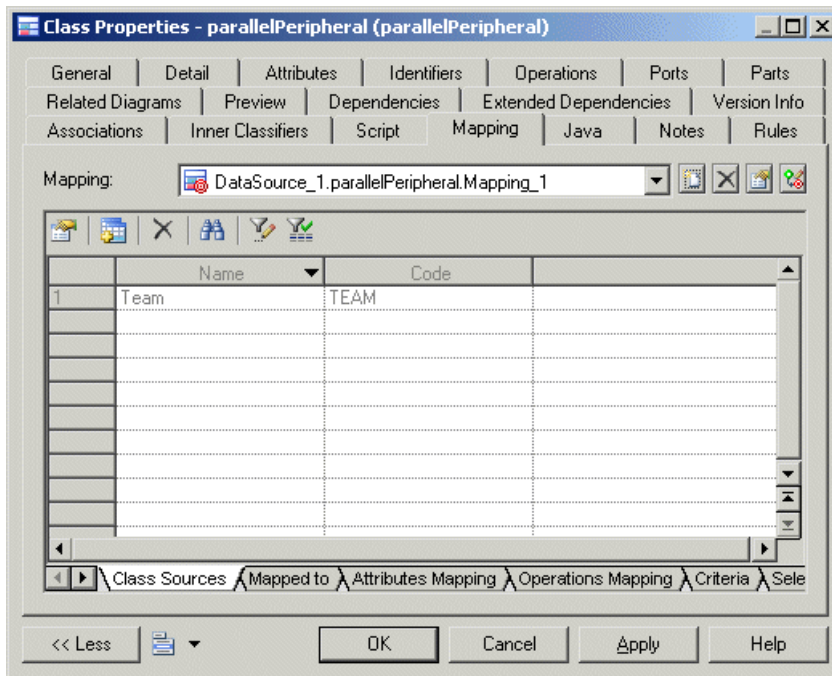 Class Properties - parallelPeripheral (parallelPeripheral)
General Detail Attributes Identifiers Operations Ports Parts
Related Diagrams Preview Dependencies Extended Dependencies Version Info
Associations Inner Classifiers Script Mapping Java Notes Rules
Mapping: DataSource_1.parallelPeripheral.Mapping_1
Name Code
1 Team TEAM
Class Sources Mapped to Attributes Mapping Operations Mapping Criteria Sele
<< Less OK Cancel Apply Help